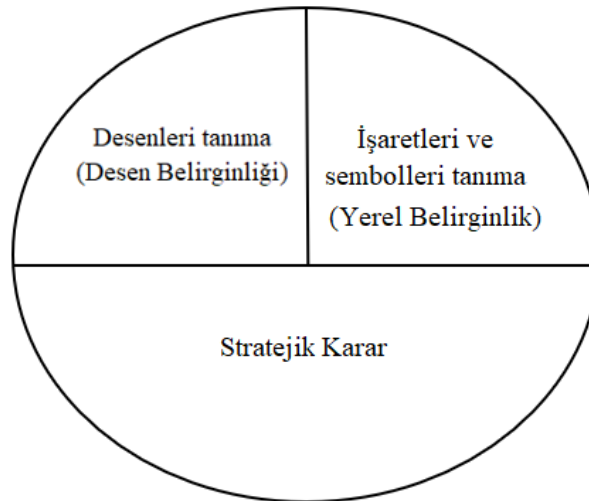 Desenleri tanıma
(Desen Belirginliği)
İşaretleri ve
sembolleri tanıma
(Yerel Belirginlik)
Stratejik Karar